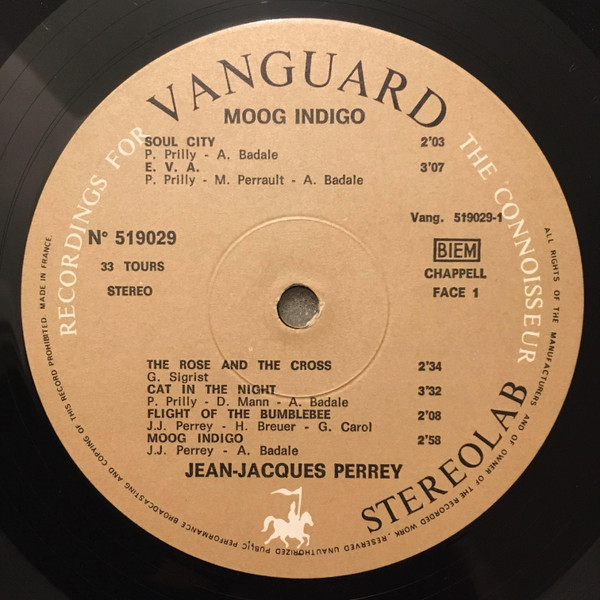 VANGUARD
RECORDINGS FOR THE CONNOISSEUR
MOOG INDIGO
SOUL CITY 2'03
P. Prilly - A. Badale
E. V. A. 3'07
P. Prilly - M. Perrault - A. Badale
Vang. 519029-1
N° 519029
BIEM
33 TOURS
CHAPPELL
STEREO
FACE 1
THE ROSE AND THE CROSS 2'34
G. Sigrist
CAT IN THE NIGHT 3'32
P. Prilly - D. Mann - A. Badale
FLIGHT OF THE BUMBLEBEE 2'08
J.J. Perrey - H. Breuer - G. Carol
MOOG INDIGO 2'58
J.J. Perrey - A. Badale
JEAN-JACQUES PERREY
STEREOLAB
ALL RIGHTS OF THE MANUFACTURERS AND OF OWNER OF THE RECORDED WORK, RESERVED UNAUTHORIZED PUBLIC PERFORMANCE BROADCASTING AND COPYING OF THIS RECORD PROHIBITED. MADE IN FRANCE.